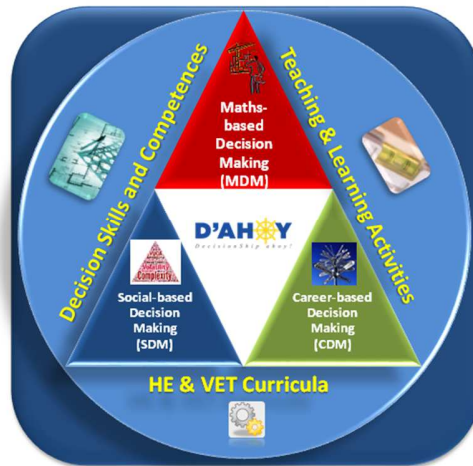 Decision Skills and Competences
Teaching & Learning Activities
Maths-
based
Decision
Making
(MDM)
D'AHOY
DecisionShip ahoy!
Complexity
Social-based
Decision
Making
(SDM)
Career-based
Decision
Making
(CDM)
HE & VET Curricula